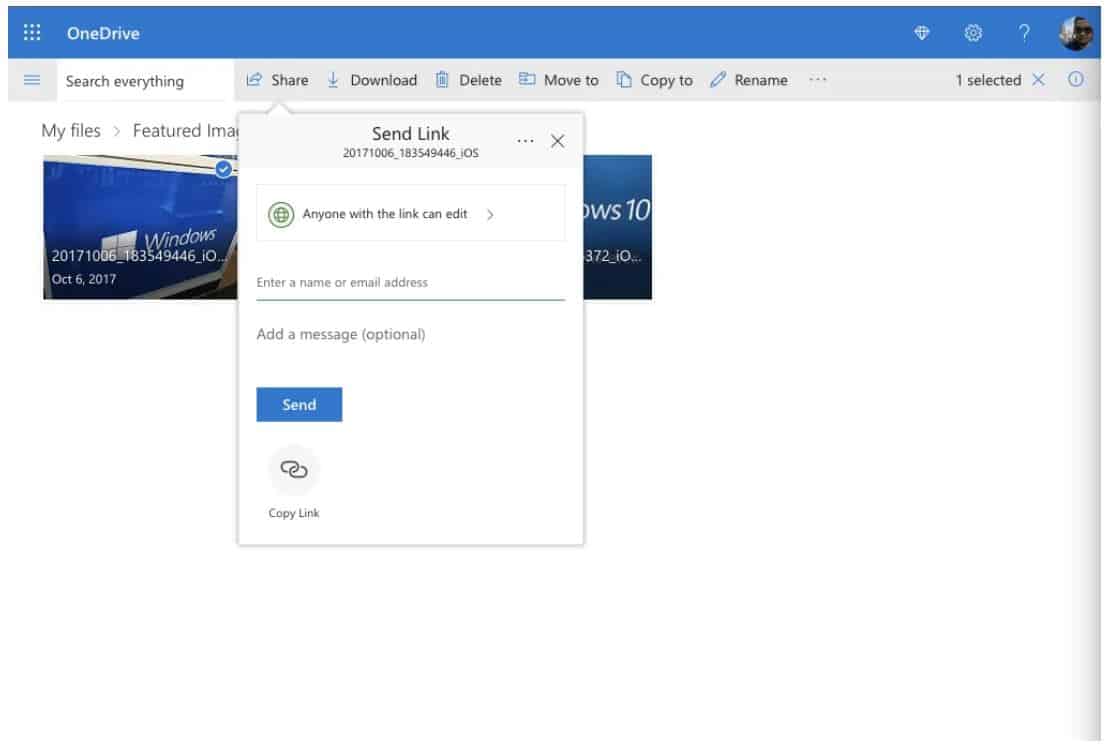 OneDrive
Search everything
Share Download Delete Move to Copy to Rename ··· 1 selected
My files > Featured Imag
Send Link
20171006_183549446_iOS
Windows
20171006_183549446_iO...
Oct 6, 2017
ows 10
372_iO...
Anyone with the link can edit
Enter a name or email address
Add a message (optional)
Send
Copy Link